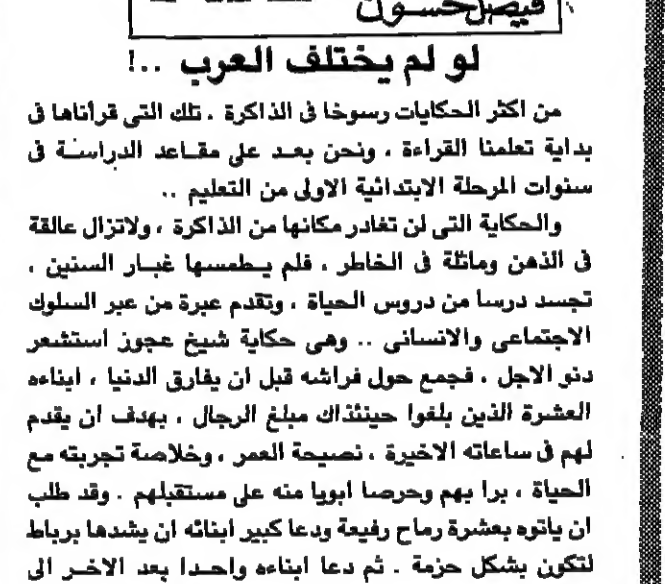 فيصل حسون
لو لم يختلف العرب ..!
من اكثر الحكايات رسوخا فى الذاكرة ، تلك التى قرأناها فى
بداية تعلمنا القراءة ، ونحن بعد على مقاعد الدراسة فى
سنوات المرحلة الابتدائية الاولى من التعليم ..
والحكاية التى لن تغادر مكانها من الذاكرة ، ولاتزال عالقة
فى الذهن وماثلة فى الخاطر ، فلم يطمسها غبار السنين ،
تجسد درسا من دروس الحياة ، وتقدم عبرة من عبر السلوك
الاجتماعى والانسانى .. وهى حكاية شيخ عجوز استشعر
دنو الاجل ، فجمع حول فراشه قبل ان يفارق الدنيا ، ابناءه
العشرة الذين بلغوا حينئذاك مبلغ الرجال ، بهدف ان يقدم
لهم فى ساعاته الاخيرة ، نصيحة العمر ، وخلاصة تجربته مع
الحياة ، برا بهم وحرصا ابويا منه على مستقبلهم . وقد طلب
ان ياتوه بعشرة رماح رفيعة ودعا كبير ابنائه ان يشدها برباط
لتكون بشكل حزمة . ثم دعا ابناءه واحدا بعد الاخر الى